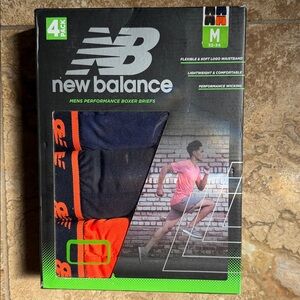 4
PACK
NB
new balance
MENS PERFORMANCE BOXER BRIEFS
M
32-34
FLEXIBLE & SOFT LOGO WAISTBAND
LIGHTWEIGHT & COMFORTABLE
PERFORMANCE WICKING